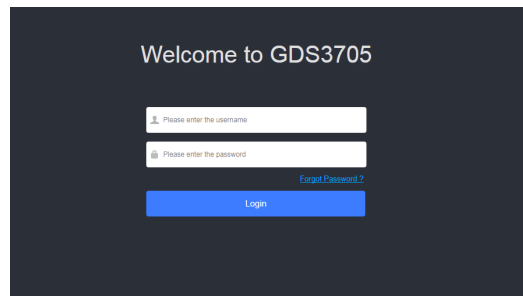 Welcome to GDS3705
Please enter the username
Please enter the password
Forgot Password ?
Login